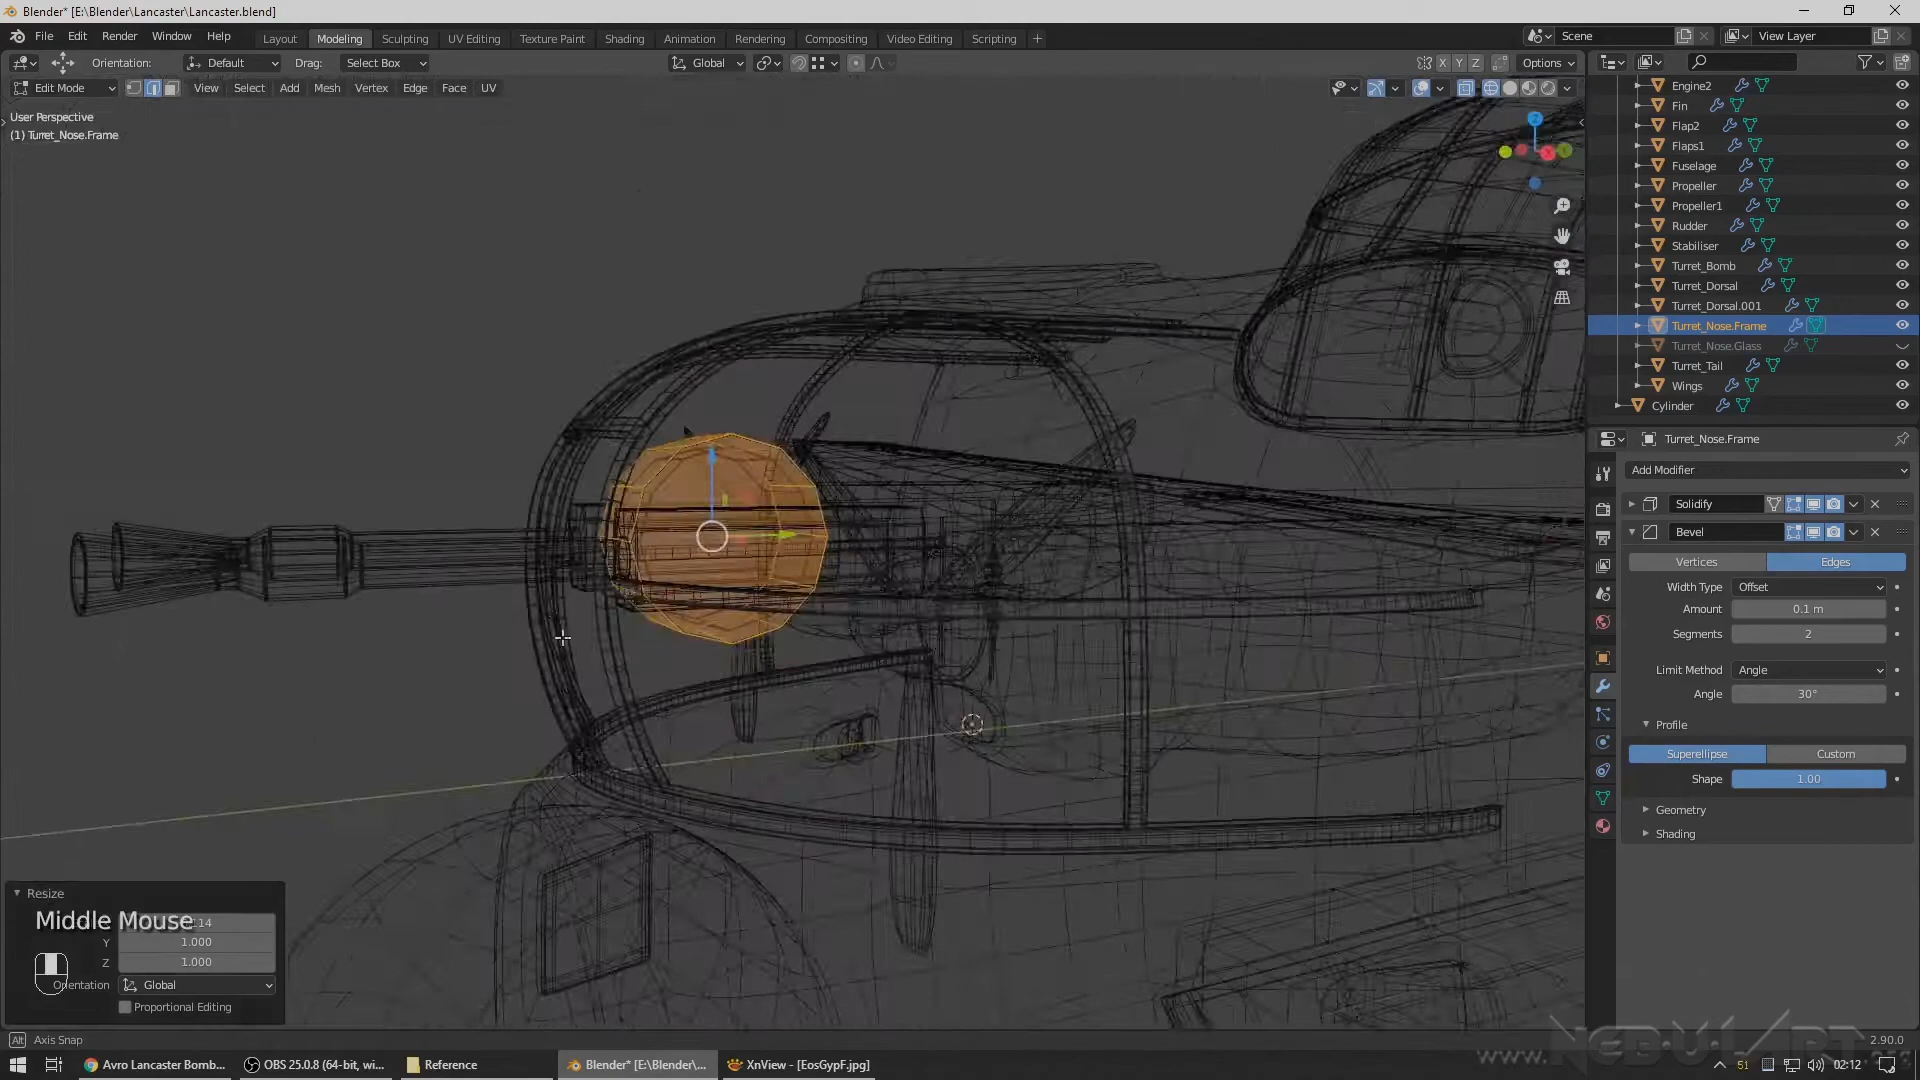 Blender* [E:\Blender\Lancaster\Lancaster.blend]
File Edit Render Window Help Layout Modeling Sculpting UV Editing Texture Paint Shading Animation Rendering Compositing Video Editing Scripting + Scene View Layer
Orientation: Default Drag: Select Box Global X Y Z Options
Edit Mode View Select Add Mesh Vertex Edge Face UV
User Perspective
(1) Turret_Nose.Frame
Z
Engine2
Fin
Flap2
Flaps1
Fuselage
Propeller
Propeller1
Rudder
Stabiliser
Turret_Bomb
Turret_Dorsal
Turret_Dorsal.001
Turret_Nose.Frame
Turret_Nose.Glass
Turret_Tail
Wings
Cylinder
Turret_Nose.Frame
Add Modifier
Solidify
Bevel
Vertices Edges
Width Type Offset
Amount 0.1 m
Segments 2
Limit Method Angle
Angle 30°
Profile
Superellipse Custom
Shape 1.00
Geometry
Shading
Resize
Middle Mouse
Y 1.000
Z 1.000
Orientation Global
Proportional Editing
Alt Axis Snap
2.90.0
Avro Lancaster Bomb... OBS 25.0.8 (64-bit, wi... Reference Blender* [E:\Blender\... XnView - [EosGypF.jpg] 51 02:12